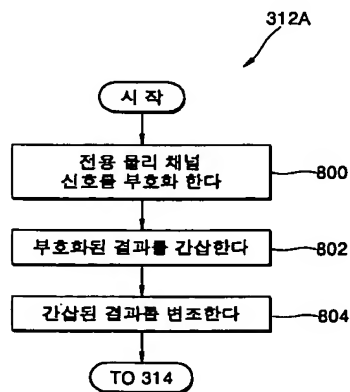 312A
시 작
전용 물리 채널
신호를 부호화 한다
800
부호화된 결과를 간삽한다
802
간삽된 결과를 변조한다
804
TO 314